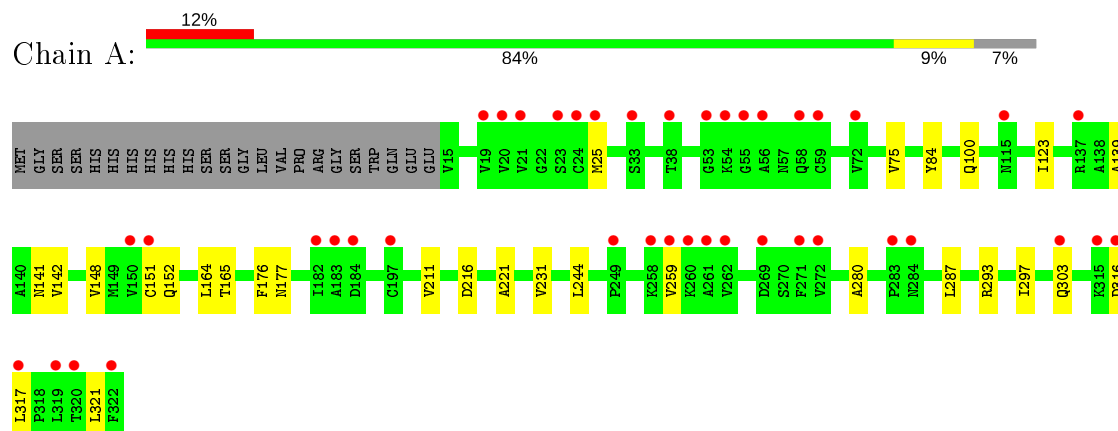 12%
Chain A:
84% 9% 7%
MET GLY SER SER HIS HIS HIS HIS HIS HIS SER SER GLY LEU VAL PRO ARG GLY SER TRP GLN GLU GLU V15 V19 V20 V21 G22 S23 C24 M25 S33 T38 G53 K54 G55 A56 N57 Q58 C59 V72 V75 Y84 Q100 N115 I123 R137 A138 A139
A140 N141 V142 V148 M149 V150 C151 Q152 L164 T165 F176 N177 I182 A183 D184 C197 V211 D216 A221 V231 L244 P249 K258 V259 K260 A261 V262 D269 S270 F271 V272 A280 P283 N284 L287 R293 I297 Q303 K315 D316
L317 P318 L319 T320 L321 F322